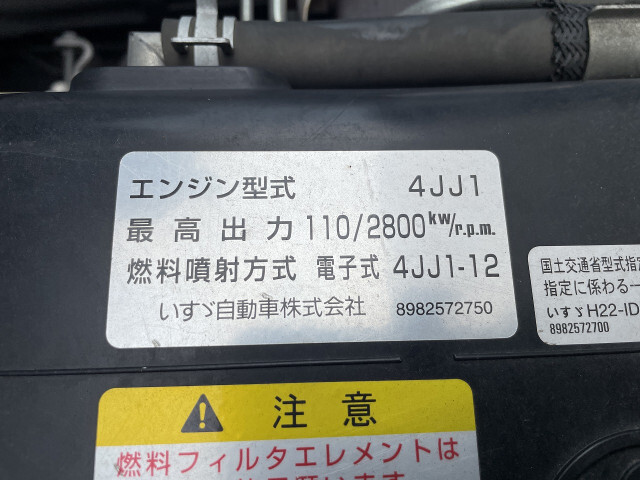 エンジン型式 4JJ1
最高出力 110/2800kW/r.p.m.
燃料噴射方式 電子式 4JJ1-12
いすゞ自動車株式会社 8982572750
国土交通省型式指定
指定に係わる一
いすゞH22-ID
8982572700
注意
燃料フィルタエレメントは